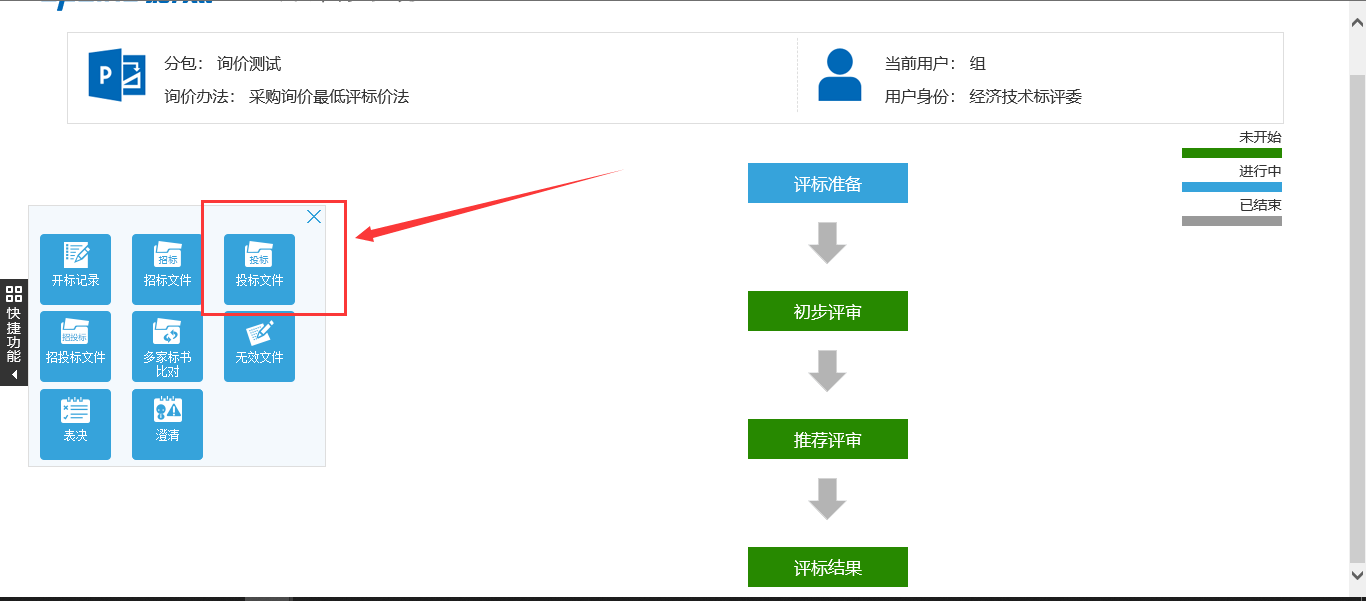 分包： 询价测试
询价办法： 采购询价最低评标价法
当前用户： 组
用户身份： 经济技术标评委
未开始
进行中
已结束
评标准备
初步评审
推荐评审
评标结果
快捷功能
开标记录
招标
招标文件
投标
投标文件
招投标
招投标文件
多家标书
比对
无效文件
表决
澄清
P